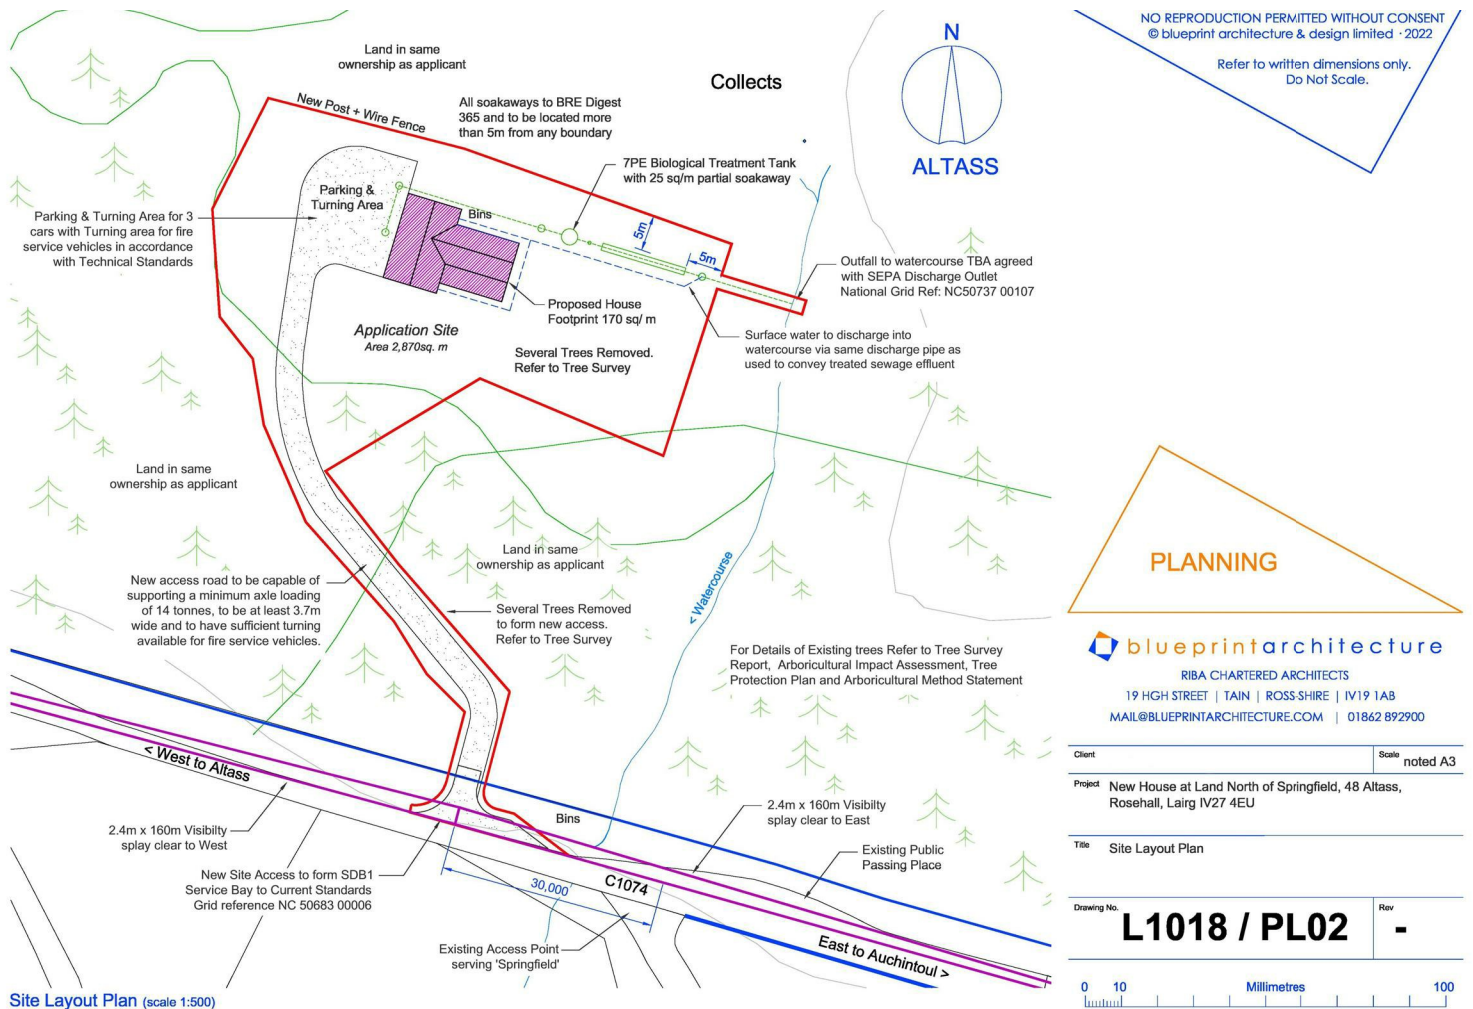 Land in same
ownership as applicant
Collects
N
ALTASS
NO REPRODUCTION PERMITTED WITHOUT CONSENT
© blueprint architecture & design limited · 2022
Refer to written dimensions only.
Do Not Scale.
New Post + Wire Fence
All soakaways to BRE Digest
365 and to be located more
than 5m from any boundary
7PE Biological Treatment Tank
with 25 sq/m partial soakaway
Parking &
Turning Area
Bins
Parking & Turning Area for 3
cars with Turning area for fire
service vehicles in accordance
with Technical Standards
5m
5m
Outfall to watercourse TBA agreed
with SEPA Discharge Outlet
National Grid Ref: NC50737 00107
Proposed House
Footprint 170 sq/ m
Application Site
Area 2,870sq. m
Several Trees Removed.
Refer to Tree Survey
Surface water to discharge into
watercourse via same discharge pipe as
used to convey treated sewage effluent
Land in same
ownership as applicant
Land in same
ownership as applicant
< Watercourse
New access road to be capable of
supporting a minimum axle loading
of 14 tonnes, to be at least 3.7m
wide and to have sufficient turning
available for fire service vehicles.
Several Trees Removed
to form new access.
Refer to Tree Survey
For Details of Existing trees Refer to Tree Survey
Report, Arboricultural Impact Assessment, Tree
Protection Plan and Arboricultural Method Statement
< West to Altass
2.4m x 160m Visibilty
splay clear to West
Bins
2.4m x 160m Visibilty
splay clear to East
Existing Public
Passing Place
New Site Access to form SDB1
Service Bay to Current Standards
Grid reference NC 50683 00006
30,000
C1074
Existing Access Point
serving 'Springfield'
East to Auchintoul >
Site Layout Plan (scale 1:500)
PLANNING
blueprintarchitecture
RIBA CHARTERED ARCHITECTS
19 HGH STREET | TAIN | ROSS-SHIRE | IV19 1AB
MAIL@BLUEPRINTARCHITECTURE.COM | 01862 892900
Client
Scale noted A3
Project New House at Land North of Springfield, 48 Altass,
Rosehall, Lairg IV27 4EU
Title Site Layout Plan
Drawing No. L1018 / PL02
Rev -
0 10 Millimetres 100